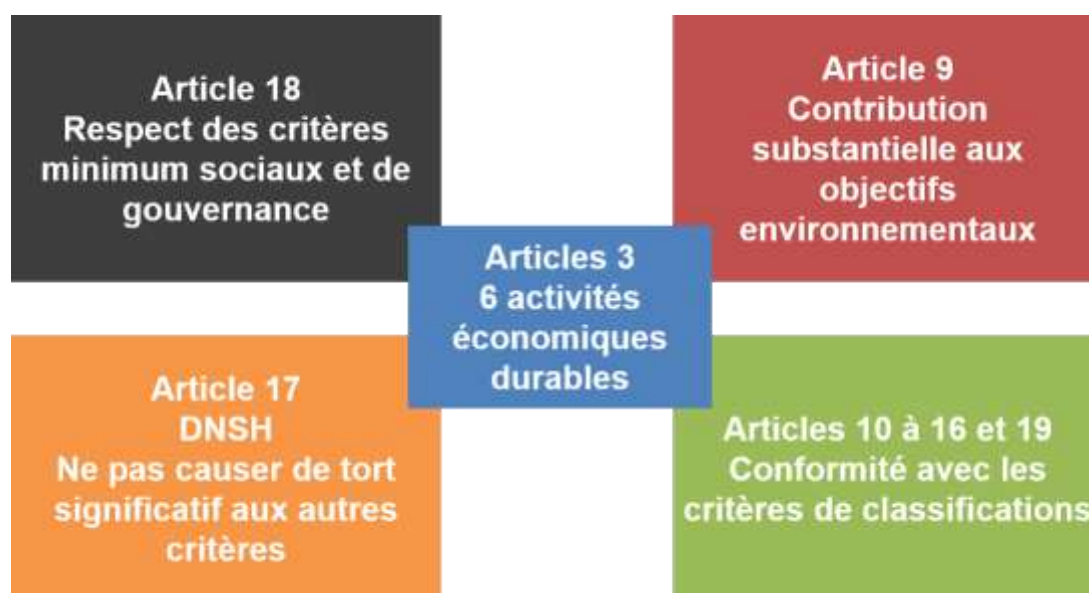 Article 18
Respect des critères
minimum sociaux et de
gouvernance
Article 9
Contribution
substantielle aux
objectifs
environnementaux
Articles 3
6 activités
économiques
durables
Article 17
DNSH
Ne pas causer de tort
significatif aux autres
critères
Articles 10 à 16 et 19
Conformité avec les
critères de classifications